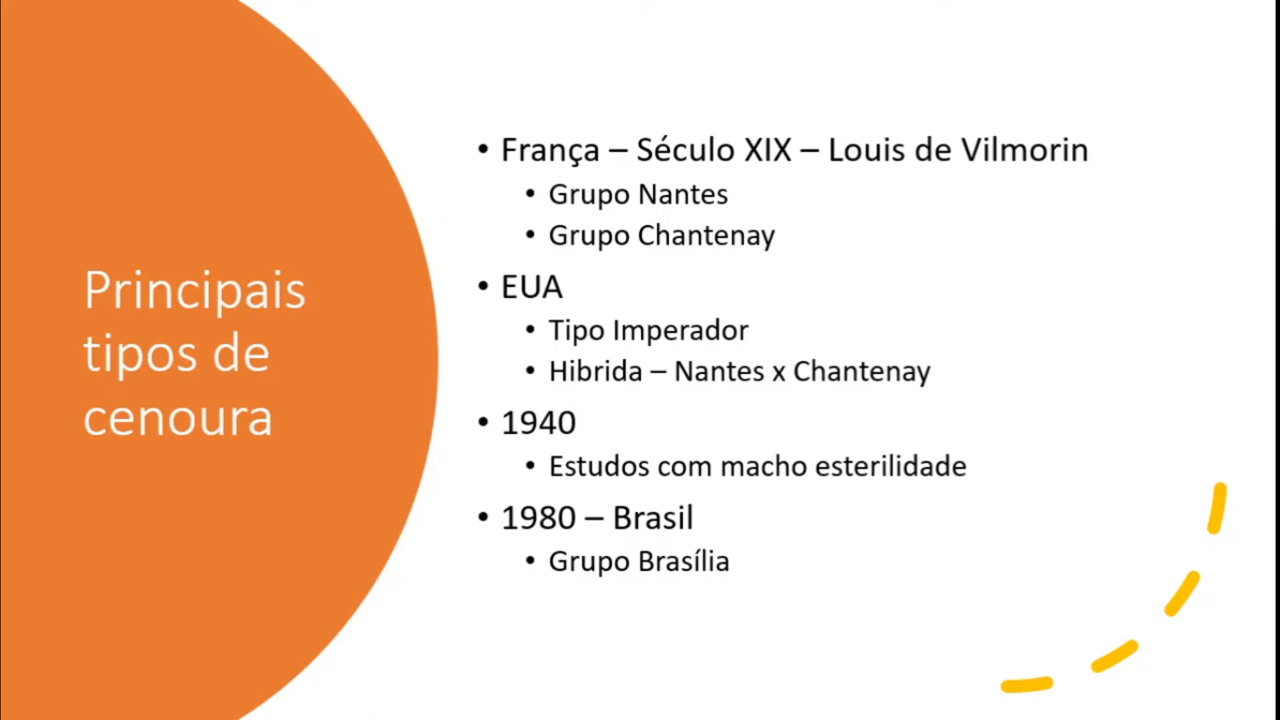 Principais
tipos de
cenoura
• França – Século XIX – Louis de Vilmorin
• Grupo Nantes
• Grupo Chantenay
• EUA
• Tipo Imperador
• Hibrida – Nantes x Chantenay
• 1940
• Estudos com macho esterilidade
• 1980 – Brasil
• Grupo Brasília